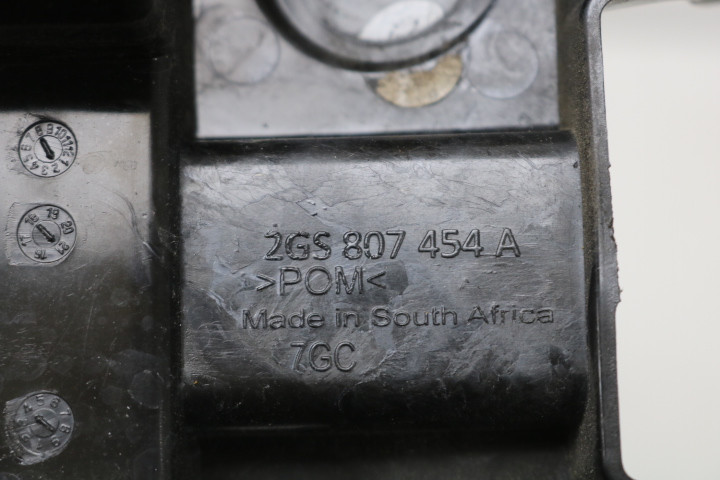 2GS 807 454 A
>POM<
Made in South Africa
7GC